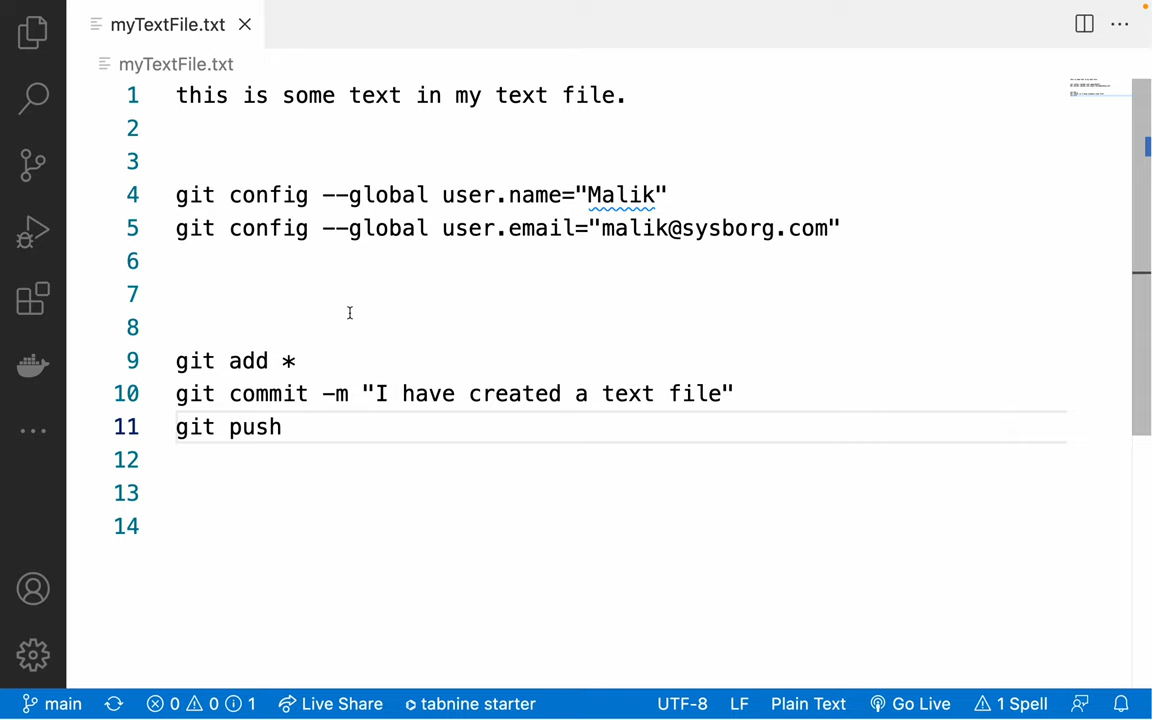 myTextFile.txt
myTextFile.txt
1 this is some text in my text file.
2
3
4 git config --global user.name="Malik"
5 git config --global user.email="malik@sysborg.com"
6
7
8
9 git add *
10 git commit -m "I have created a text file"
11 git push
12
13
14
main 0 0 1 Live Share tabnine starter UTF-8 LF Plain Text Go Live 1 Spell